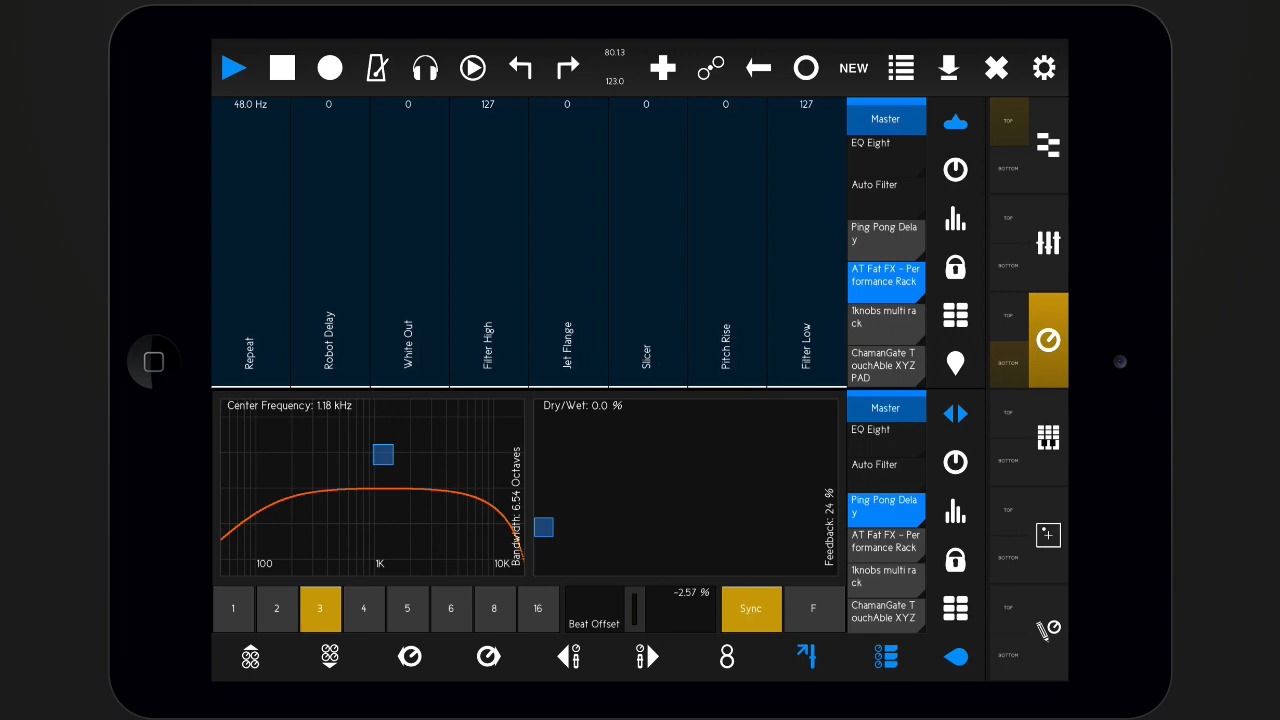 80.13
123.0
NEW
48.0 Hz
0
0
127
0
0
0
127
Repeat
Robot Delay
White Out
Filter High
Jet Flange
Slicer
Pitch Rise
Filter Low
Master
EQ Eight
Auto Filter
Ping Pong Dela
y
AT Fat FX - Per
formance Rack
1knobs multi ra
ck
ChamanGate T
ouchAble XYZ
PAD
TOP
BOTTOM
TOP
BOTTOM
TOP
BOTTOM
TOP
BOTTOM
TOP
BOTTOM
TOP
BOTTOM
Center Frequency: 1.18 kHz
Bandwidth: 6.54 Octaves
100
1K
10K
Dry/Wet: 0.0 %
Feedback: 24 %
Master
EQ Eight
Auto Filter
Ping Pong Dela
y
AT Fat FX - Per
formance Rack
1knobs multi ra
ck
ChamanGate T
ouchAble XYZ
1
2
3
4
5
6
8
16
Beat Offset
-2.57 %
Sync
F